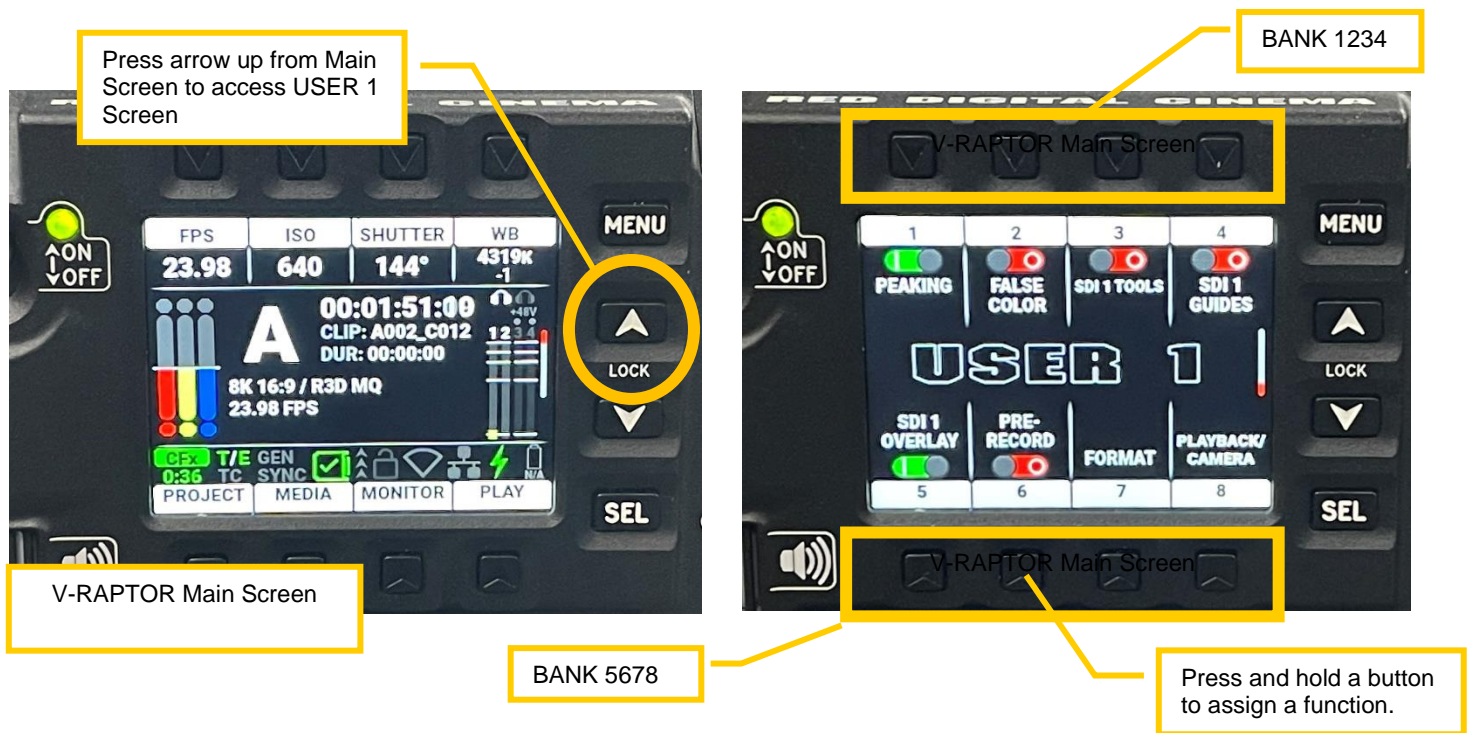 Press arrow up from Main
Screen to access USER 1
Screen
BANK 1234
RED DIGITAL CINEMA
V-RAPTOR Main Screen
MENU
ON
OFF
FPS ISO SHUTTER WB
23.98 640 144° 4319K
-1
A
00:01:51:00
CLIP: A002_C012
DUR: 00:00:00
+48V
1 2 3 4
8K 16:9 / R3D MQ
23.98 FPS
LOCK
CFx T/E GEN
0:36 TC SYNC
N/A
PROJECT MEDIA MONITOR PLAY
SEL
V-RAPTOR Main Screen
MENU
ON
OFF
1 2 3 4
PEAKING FALSE COLOR SDI 1 TOOLS SDI 1 GUIDES
USER 1
LOCK
SDI 1 OVERLAY PRE-RECORD FORMAT PLAYBACK/CAMERA
5 6 7 8
SEL
V-RAPTOR Main Screen
BANK 5678
Press and hold a button
to assign a function.